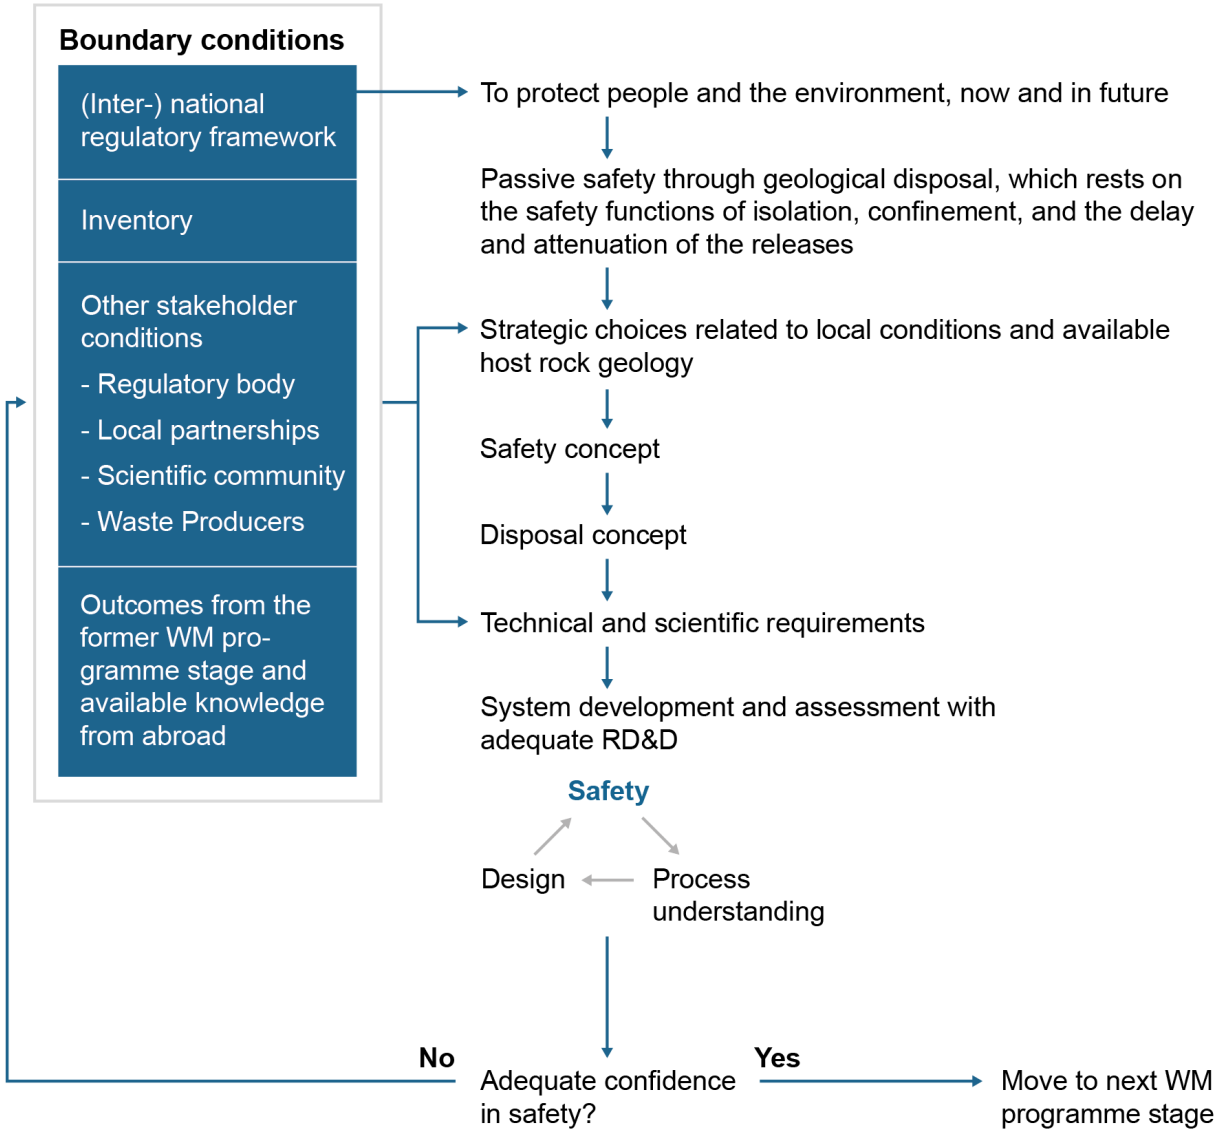 Boundary conditions
(Inter-) national
regulatory framework
Inventory
Other stakeholder
conditions
- Regulatory body
- Local partnerships
- Scientific community
- Waste Producers
Outcomes from the
former WM pro-
gramme stage and
available knowledge
from abroad
To protect people and the environment, now and in future
Passive safety through geological disposal, which rests on
the safety functions of isolation, confinement, and the delay
and attenuation of the releases
Strategic choices related to local conditions and available
host rock geology
Safety concept
Disposal concept
Technical and scientific requirements
System development and assessment with
adequate RD&D
Safety
Design
Process
understanding
No
Adequate confidence
in safety?
Yes
Move to next WM
programme stage